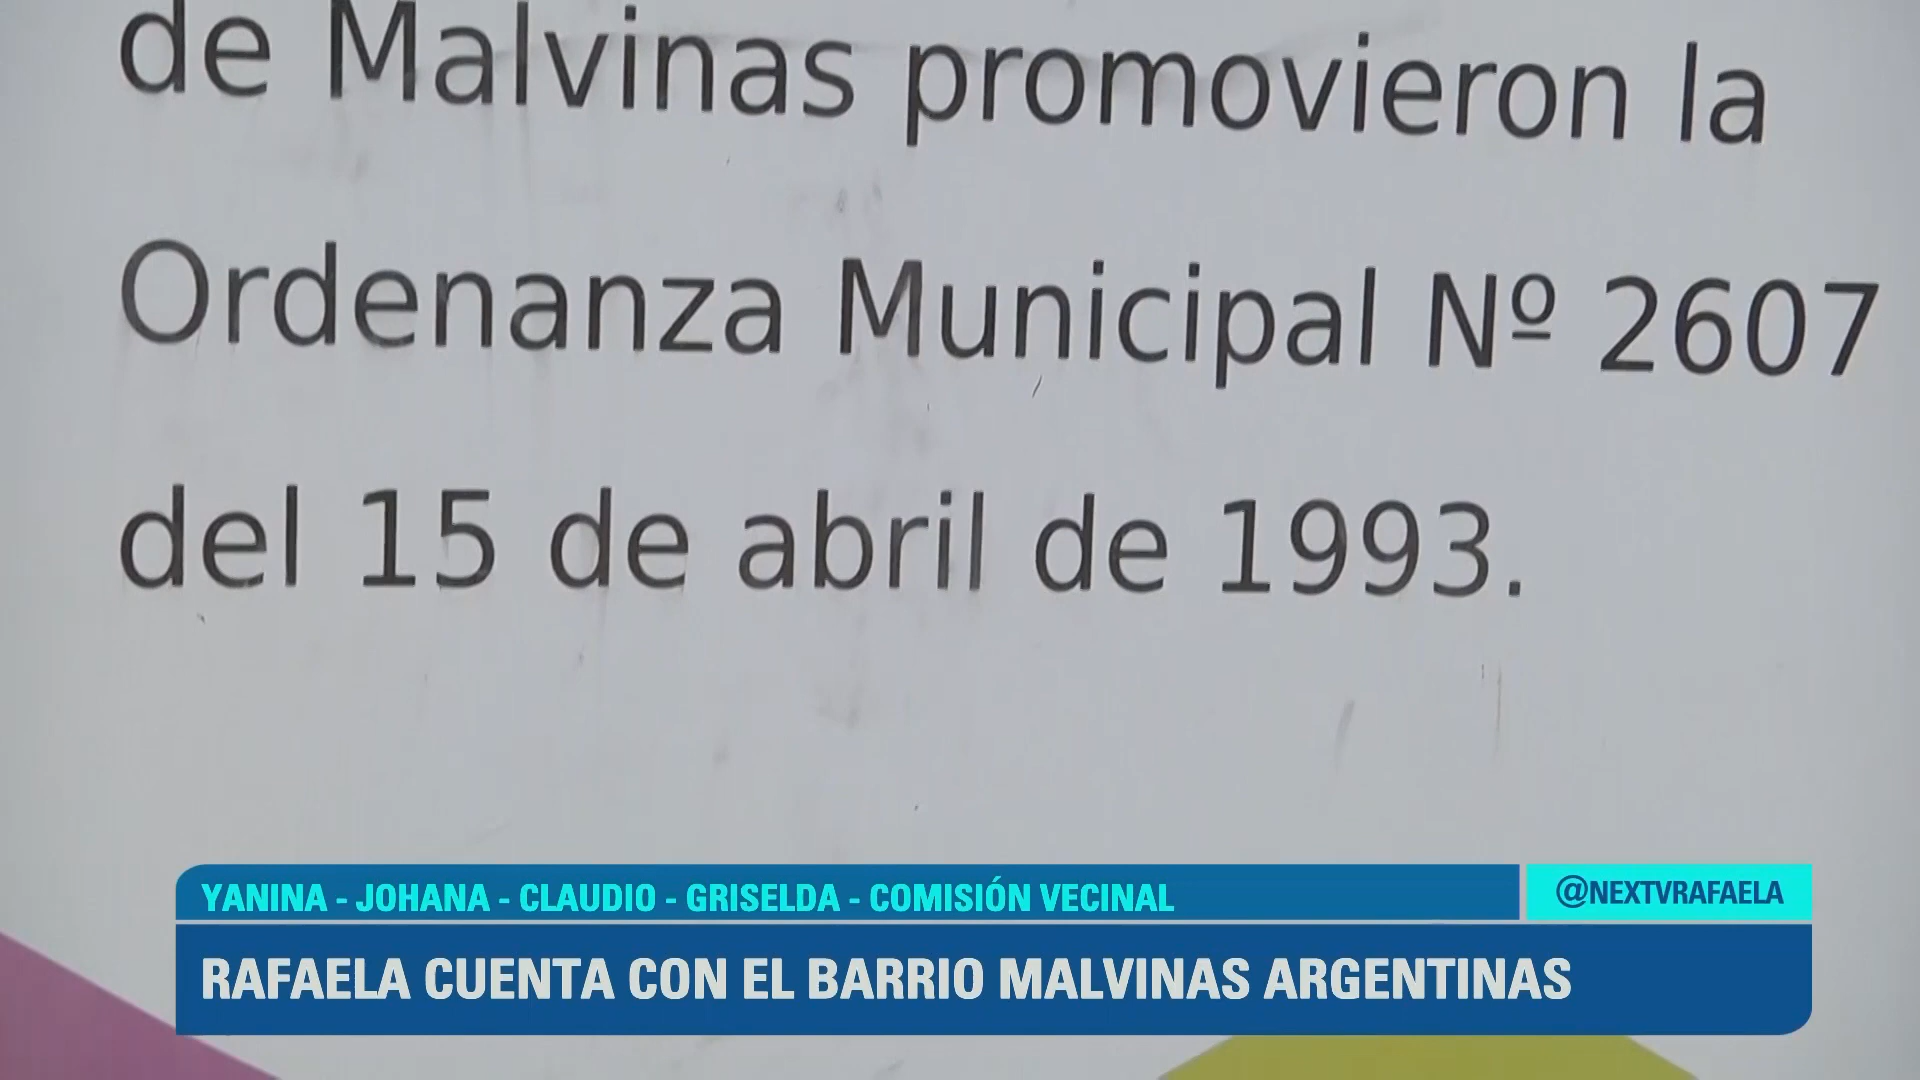 de Malvinas promovieron la
Ordenanza Municipal Nº 2607
del 15 de abril de 1993.
YANINA - JOHANA - CLAUDIO - GRISELDA - COMISIÓN VECINAL
@NEXTVRAFAELA
RAFAELA CUENTA CON EL BARRIO MALVINAS ARGENTINAS